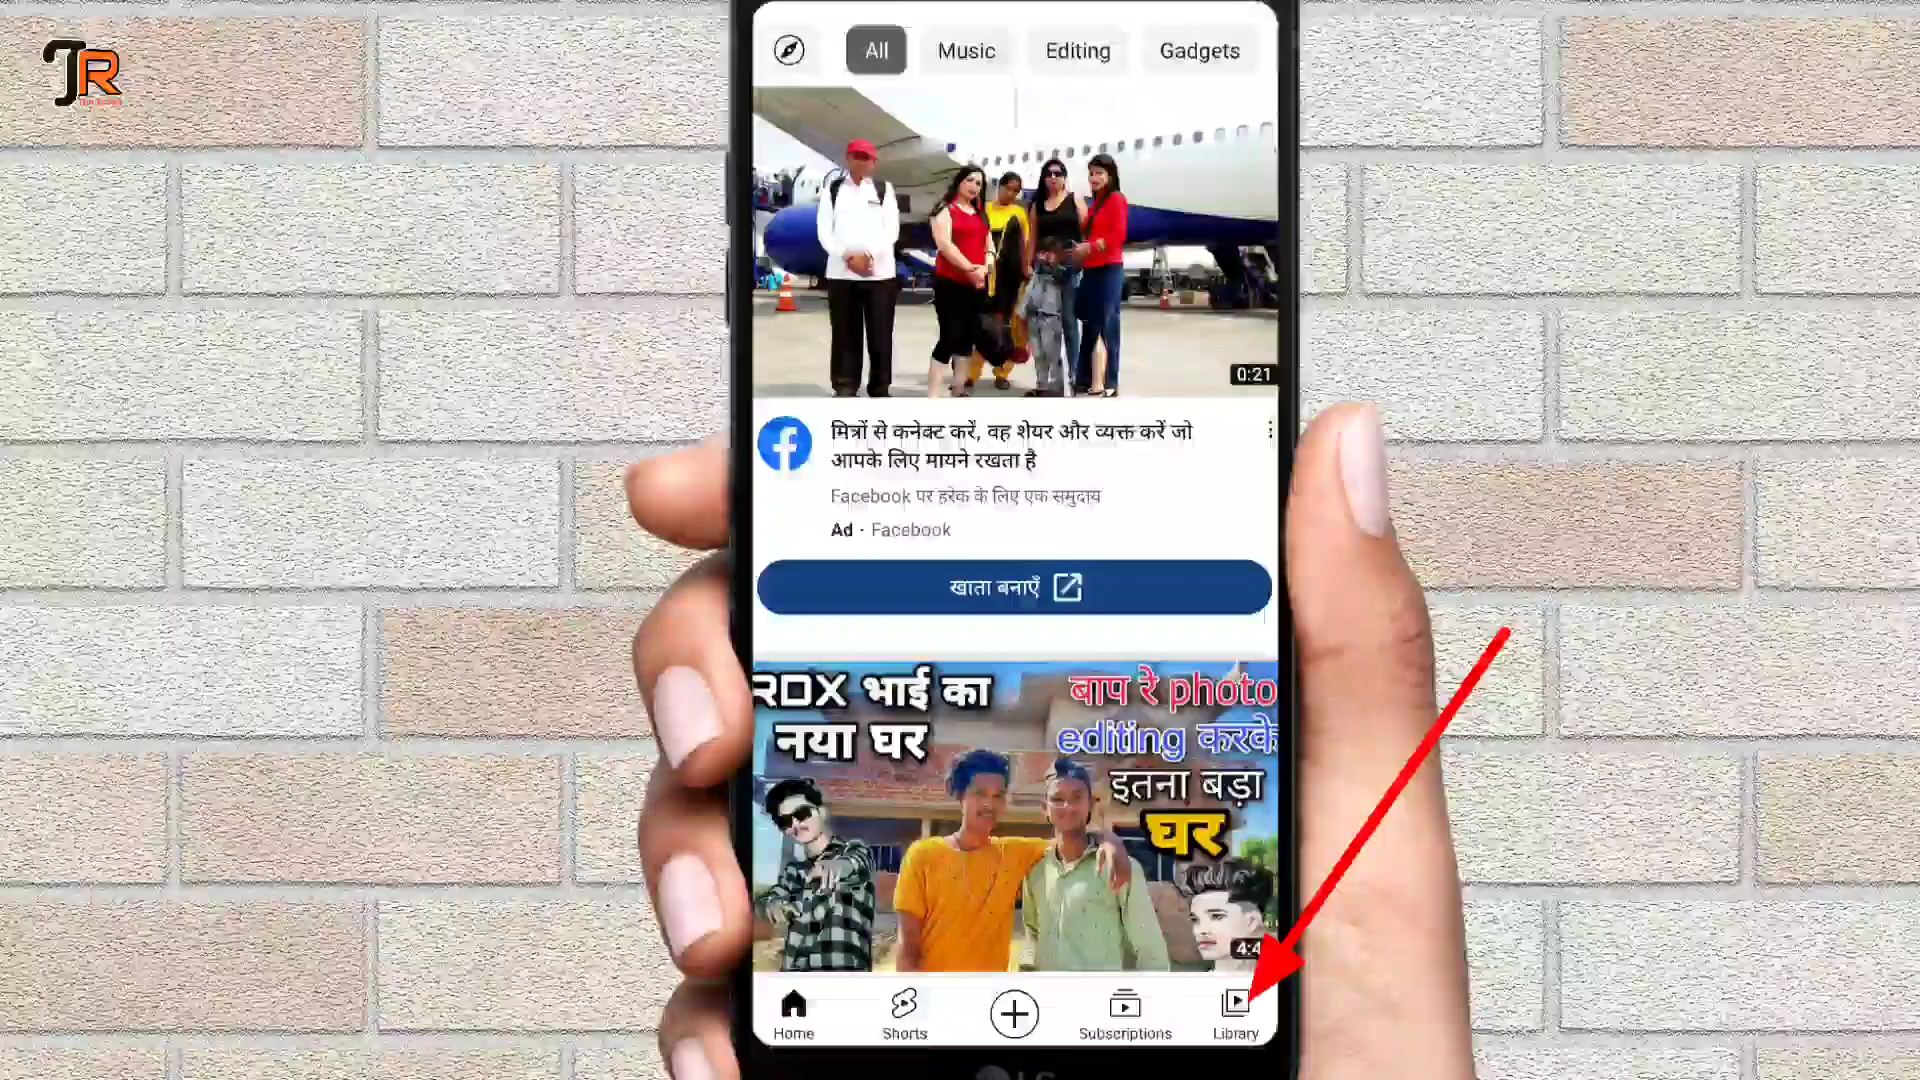 JR
All
Music
Editing
Gadgets
0:21
मित्रों से कनेक्ट करें, वह शेयर और व्यक्त करें जो
आपके लिए मायने रखता है
Facebook पर हरेक के लिए एक समुदाय
Ad · Facebook
खाता बनाएँ
RDX भाई का
नया घर
बाप रे photo
editing करके
इतना बड़ा
घर
4:4
Home
Shorts
Subscriptions
Library